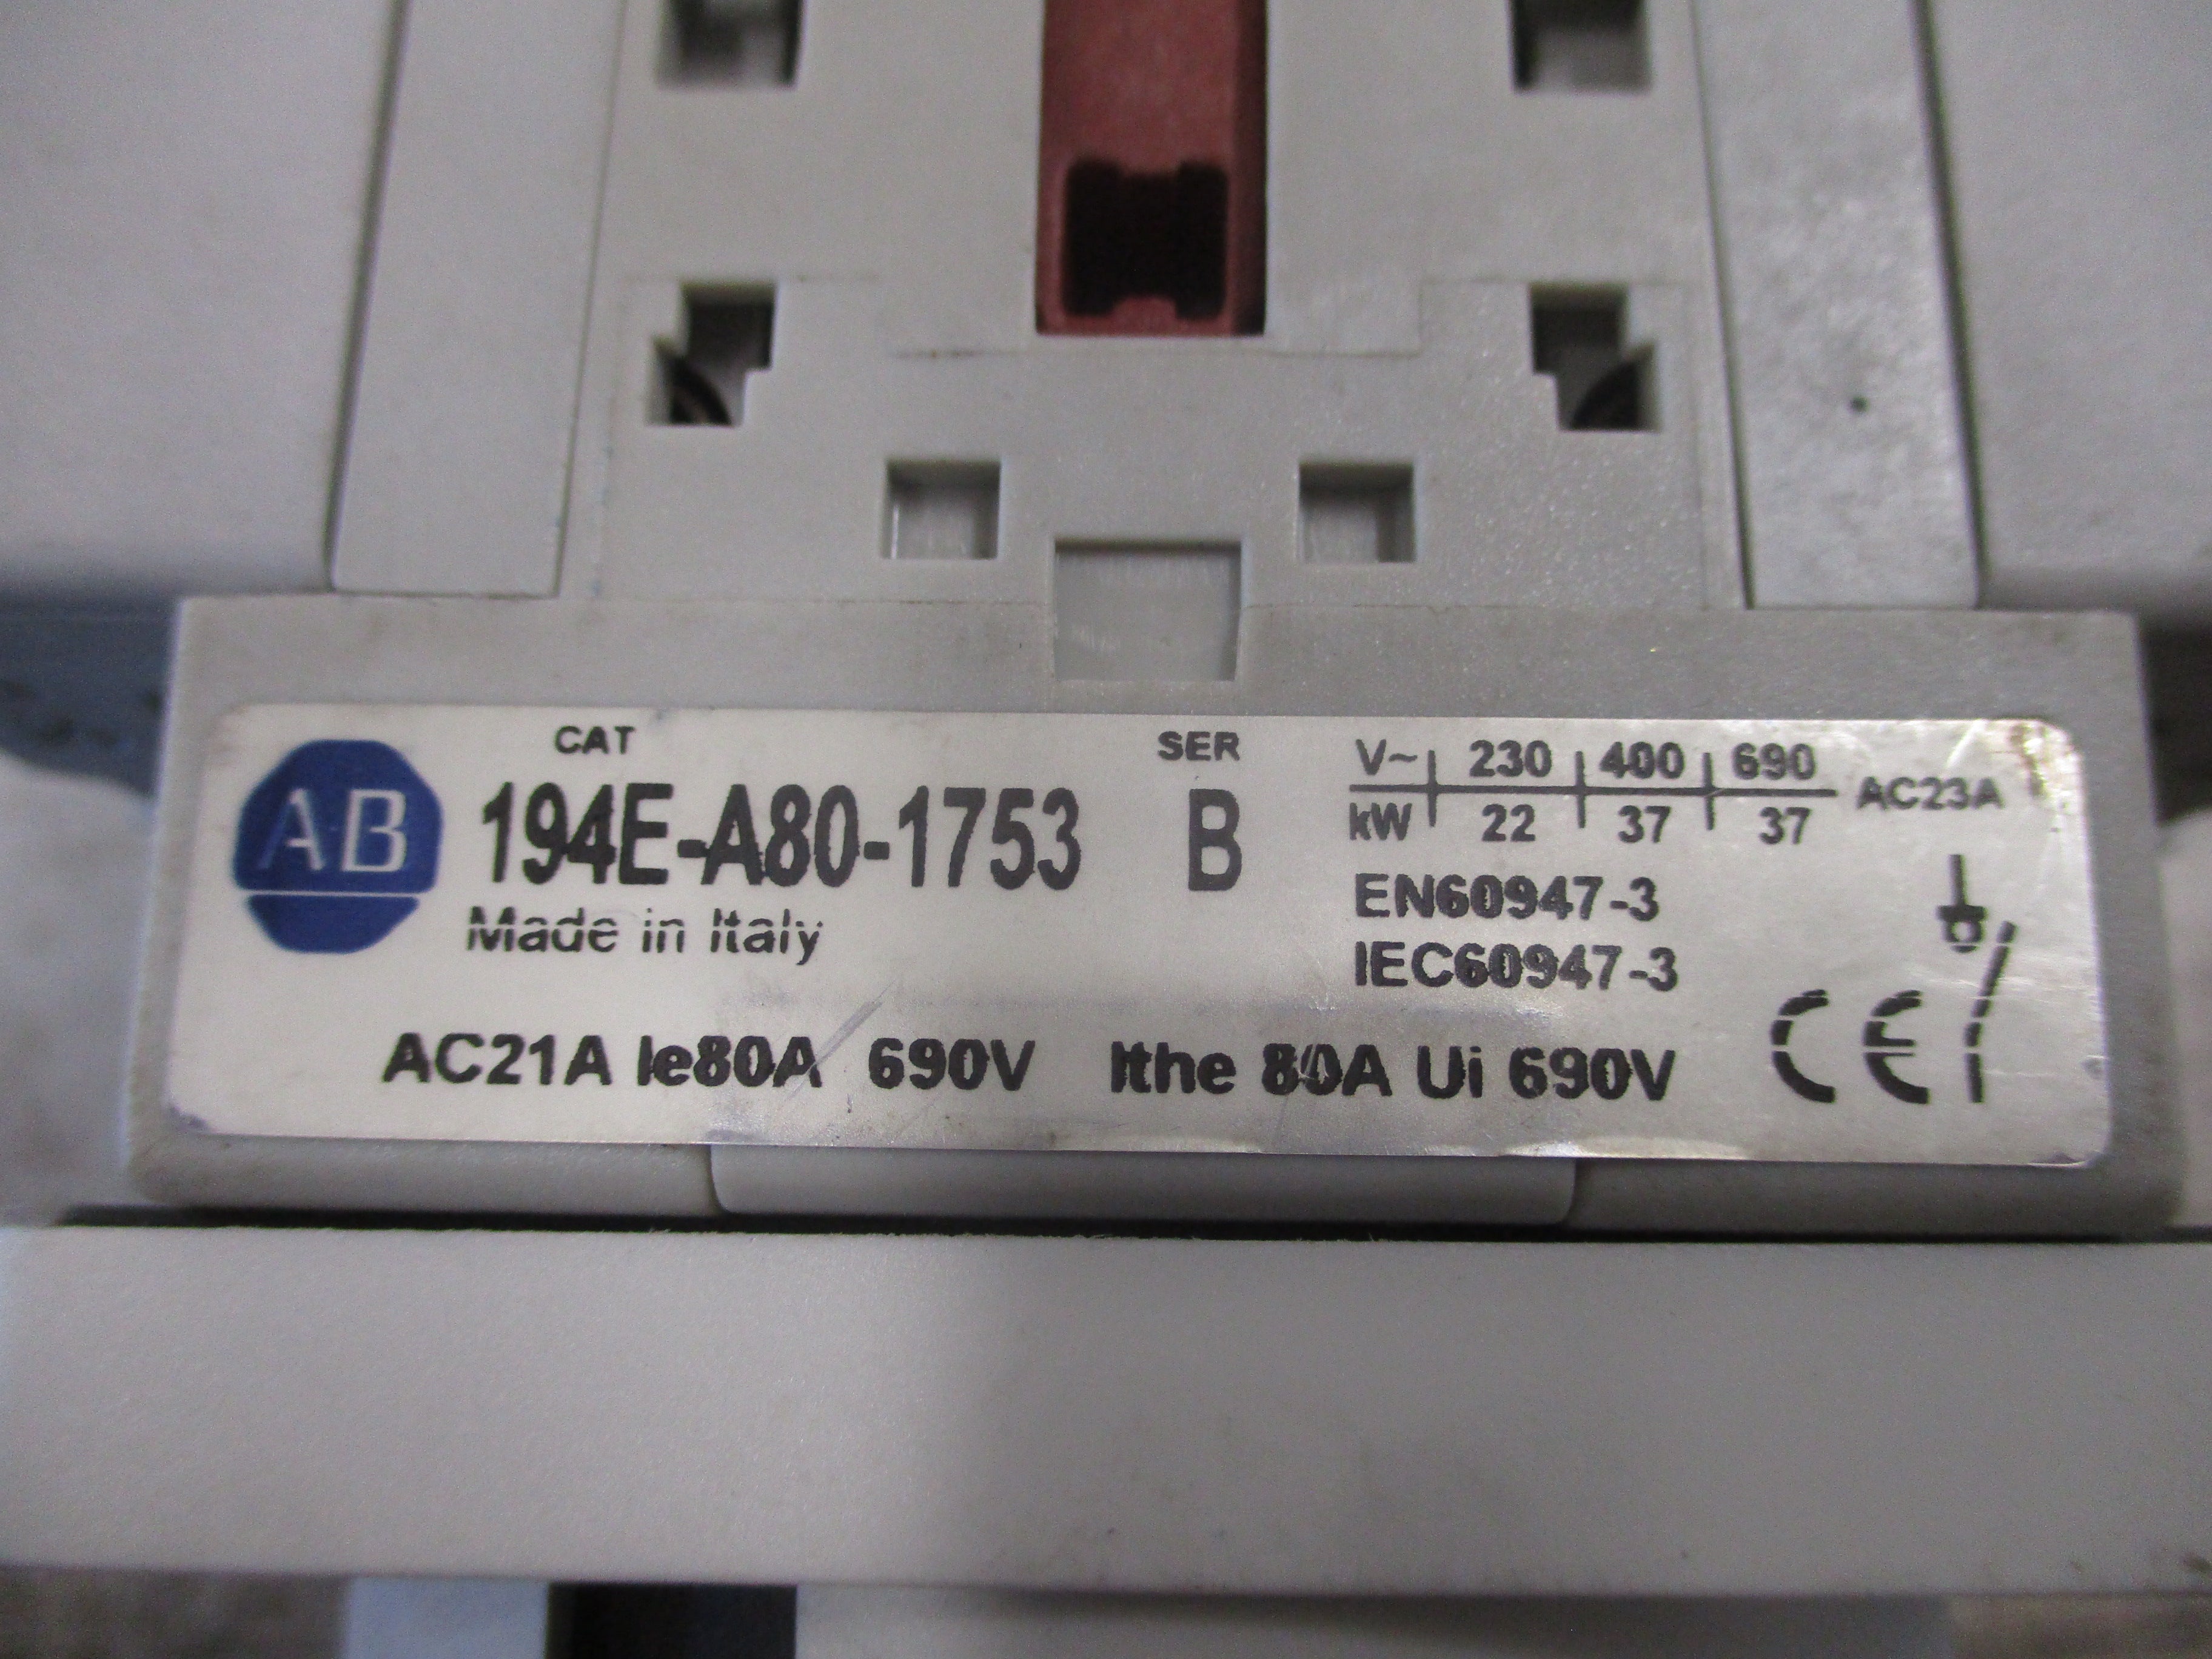 CAT SER
AB 194E-A80-1753 B
Made in Italy
V~ 230 400 690 AC23A
kW 22 37 37
EN60947-3
IEC60947-3
AC21A Ie80A 690V Ithe 80A Ui 690V CE